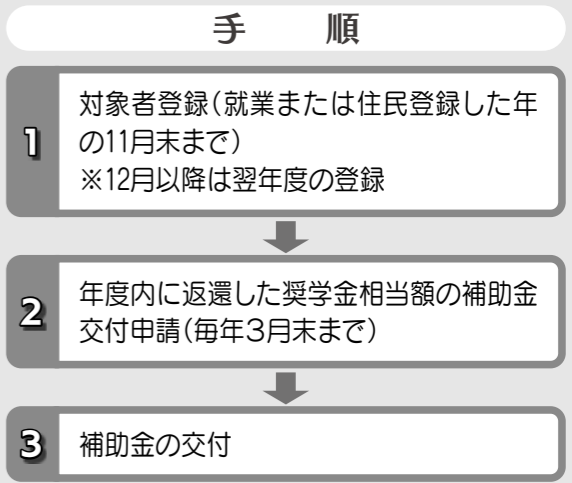 手　順
1
対象者登録（就業または住民登録した年
の11月末まで）
※12月以降は翌年度の登録
2
年度内に返還した奨学金相当額の補助金
交付申請（毎年３月末まで）
3
補助金の交付